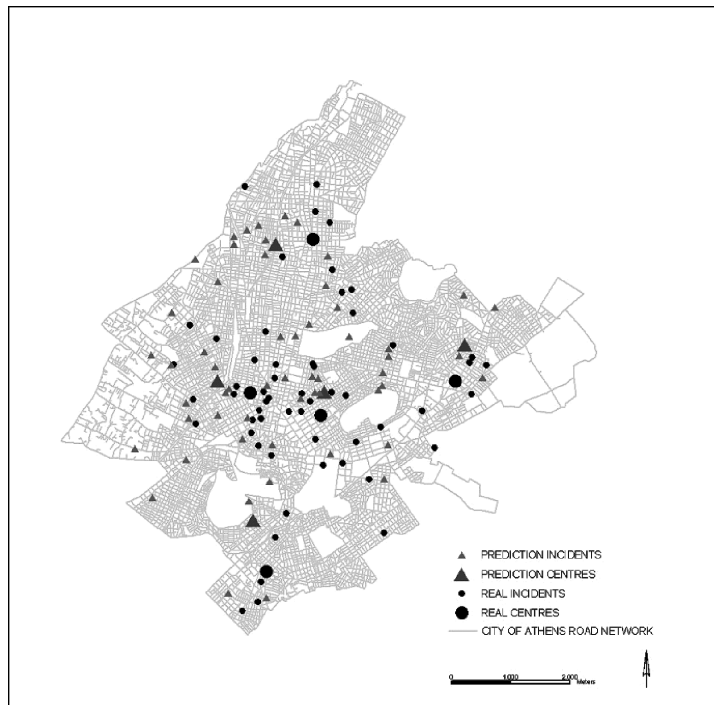 PREDICTION INCIDENTS
PREDICTION CENTRES
REAL INCIDENTS
REAL CENTRES
CITY OF ATHENS ROAD NETWORK
0 1,000 2,000
Meters